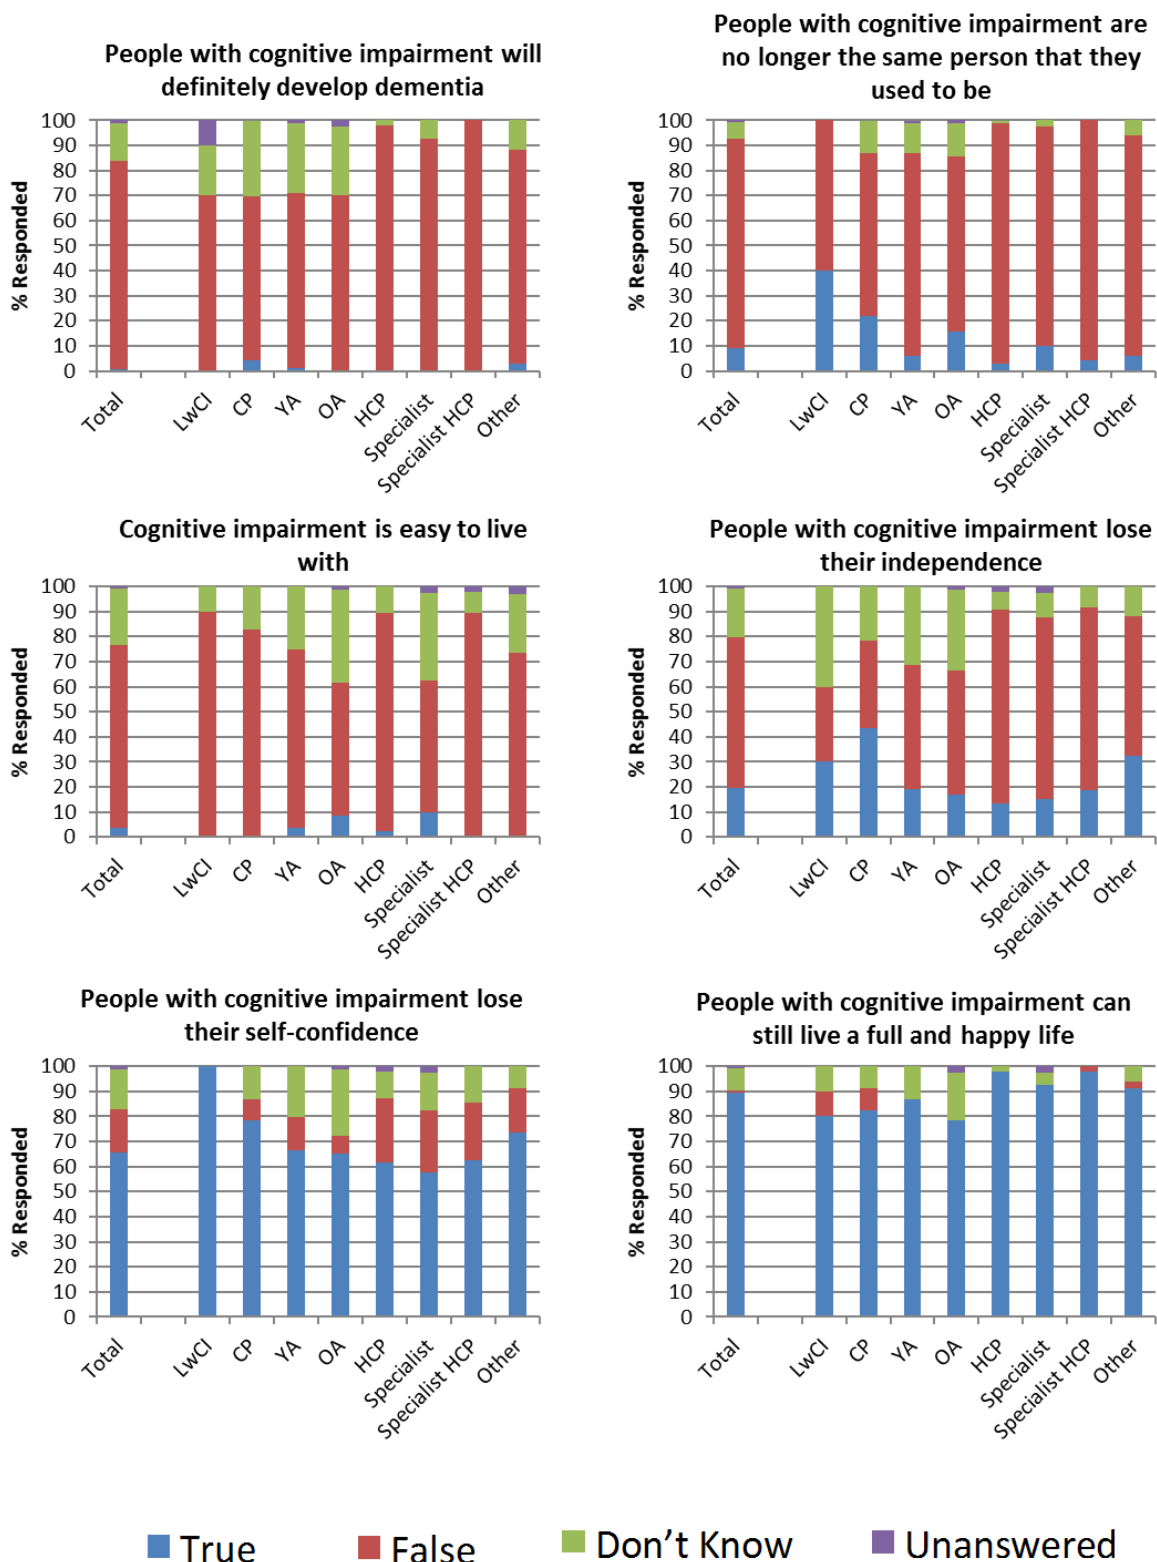 People with cognitive impairment will
definitely develop dementia
100
90
80
70
60
50
40
30
20
10
0
% Responded
Total
LwCI
CP
YA
OA
HCP
Specialist
Specialist HCP
Other
People with cognitive impairment are
no longer the same person that they
used to be
100
90
80
70
60
50
40
30
20
10
0
% Responded
Total
LwCI
CP
YA
OA
HCP
Specialist
Specialist HCP
Other
Cognitive impairment is easy to live
with
100
90
80
70
60
50
40
30
20
10
0
% Responded
Total
LwCI
CP
YA
OA
HCP
Specialist
Specialist HCP
Other
People with cognitive impairment lose
their independence
100
90
80
70
60
50
40
30
20
10
0
% Responded
Total
LwCI
CP
YA
OA
HCP
Specialist
Specialist HCP
Other
People with cognitive impairment lose
their self-confidence
100
90
80
70
60
50
40
30
20
10
0
% Responded
Total
LwCI
CP
YA
OA
HCP
Specialist
Specialist HCP
Other
People with cognitive impairment can
still live a full and happy life
100
90
80
70
60
50
40
30
20
10
0
% Responded
Total
LwCI
CP
YA
OA
HCP
Specialist
Specialist HCP
Other
True False Don't Know Unanswered